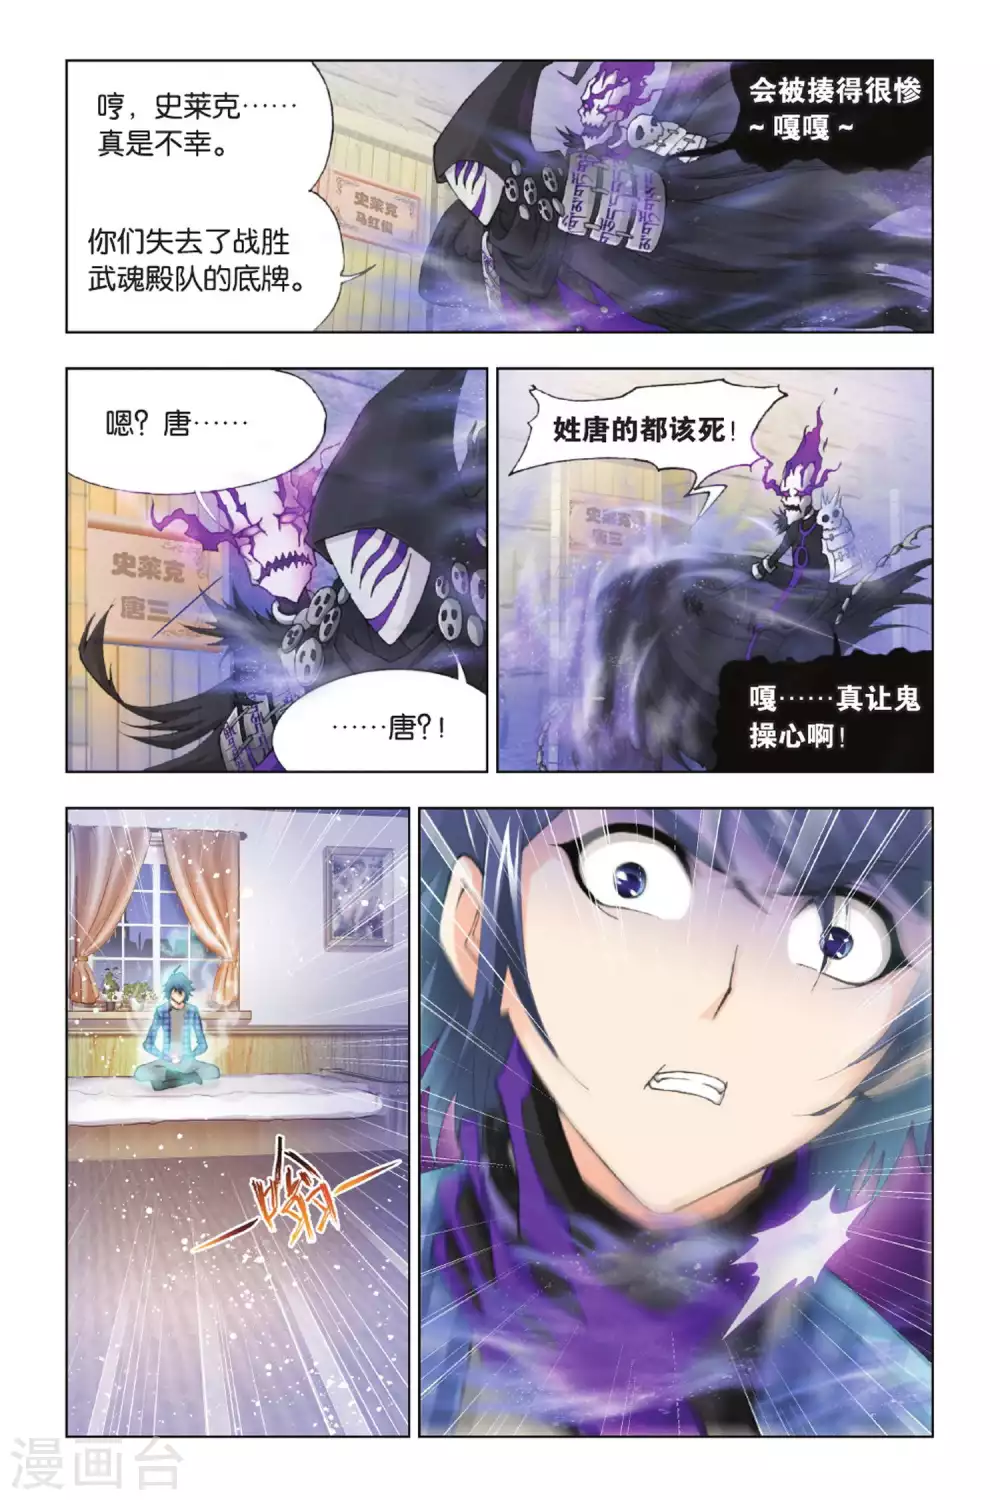 哼，史莱克……
真是不幸。
你们失去了战胜
武魂殿队的底牌。
会被揍得很惨
~嘎嘎~
史莱克
马红俊
嗯？唐……
史莱克
唐三
……唐？！
姓唐的都该死！
史莱克
唐三
嘎……真让鬼
操心啊！
嗡
漫画台